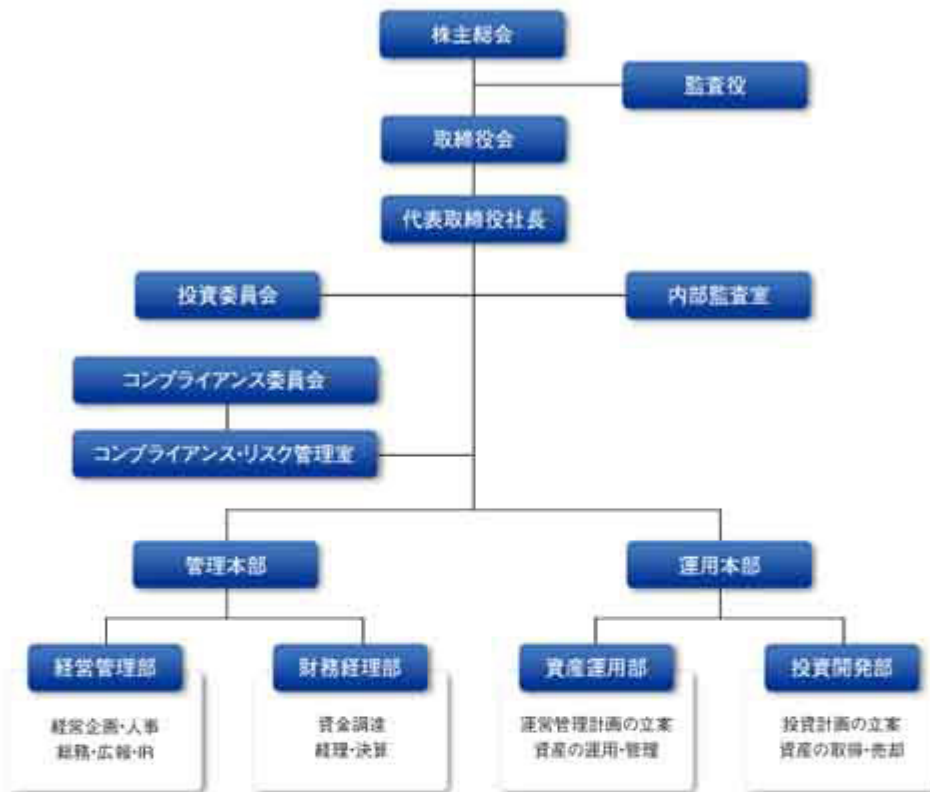 株主総会
監査役
取締役会
代表取締役社長
投資委員会
内部監査室
コンプライアンス委員会
コンプライアンス・リスク管理室
管理本部
運用本部
経営管理部
財務経理部
資産運用部
投資開発部
経営企画・人事
総務・広報・IR
資金調達
経理・決算
運営管理計画の立案
資産の運用・管理
投資計画の立案
資産の取得・売却